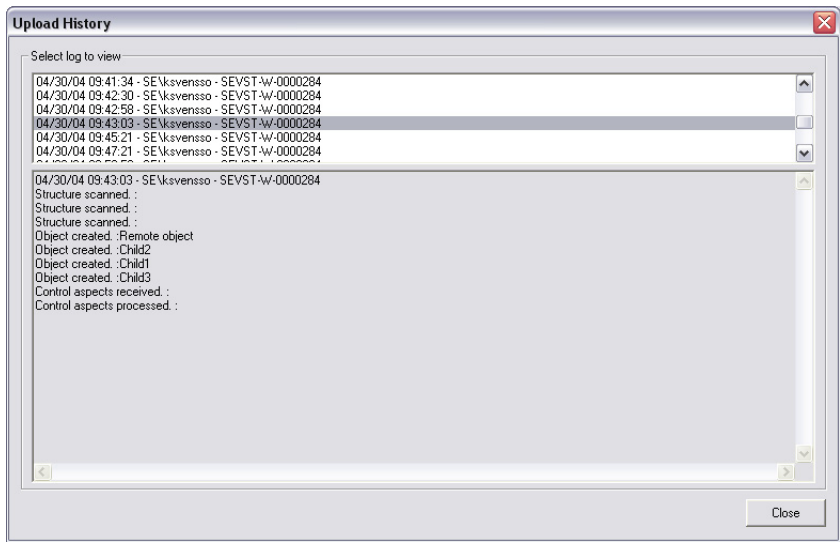 Upload History
Select log to view
04/30/04 09:41:34 - SE\ksvensso - SEVST-W-0000284
04/30/04 09:42:30 - SE\ksvensso - SEVST-W-0000284
04/30/04 09:42:58 - SE\ksvensso - SEVST-W-0000284
04/30/04 09:43:03 - SE\ksvensso - SEVST-W-0000284
04/30/04 09:45:21 - SE\ksvensso - SEVST-W-0000284
04/30/04 09:47:21 - SE\ksvensso - SEVST-W-0000284
04/30/04 09:43:03 - SE\ksvensso - SEVST-W-0000284
Structure scanned. :
Structure scanned. :
Structure scanned. :
Object created. :Remote object
Object created. :Child2
Object created. :Child1
Object created. :Child3
Control aspects received. :
Control aspects processed. :
Close